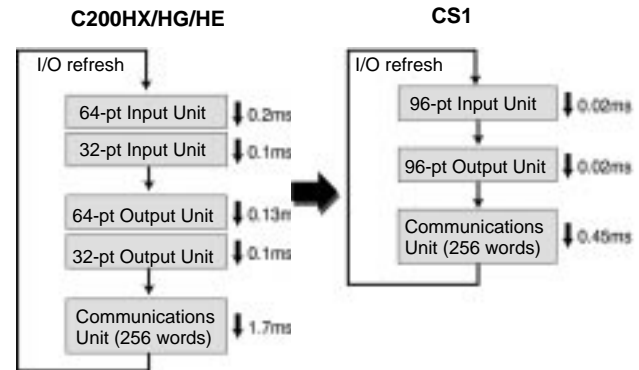 C200HX/HG/HE
I/O refresh
64-pt Input Unit
0.2ms
32-pt Input Unit
0.1ms
64-pt Output Unit
0.13m
32-pt Output Unit
0.1ms
Communications
Unit (256 words)
1.7ms
CS1
I/O refresh
96-pt Input Unit
0.02ms
96-pt Output Unit
0.02ms
Communications
Unit (256 words)
0.45ms